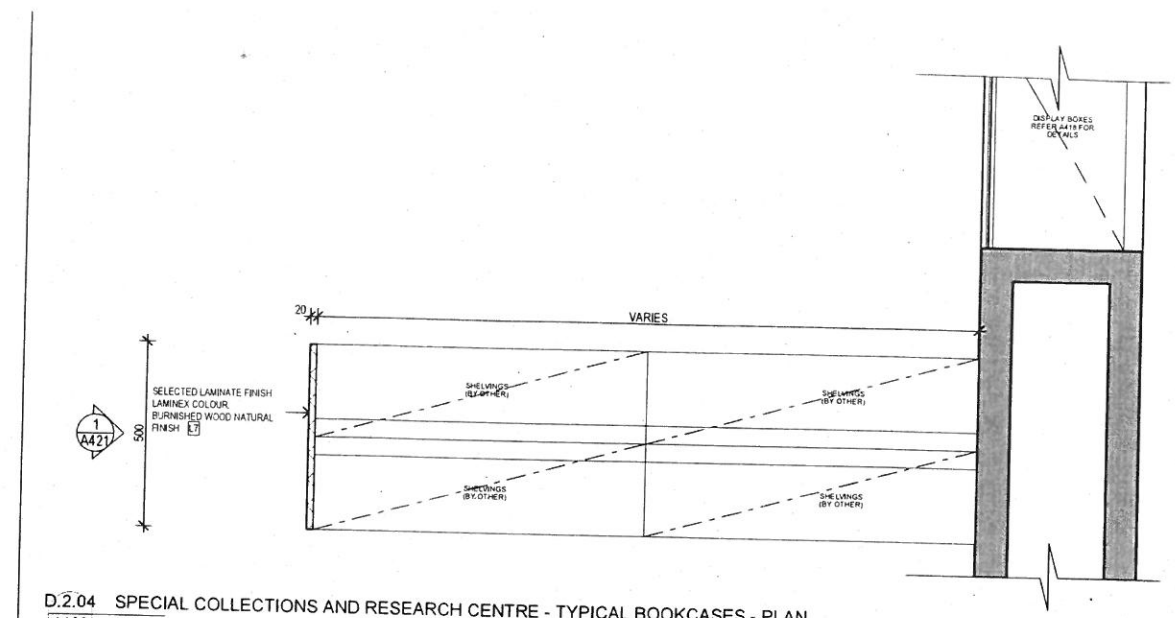 DISPLAY BOXES
REFER A418 FOR
DETAILS
20
VARIES
SELECTED LAMINATE FINISH
LAMINEX COLOUR,
BURNISHED WOOD NATURAL
FINISH L7
1
A421
500
SHELVINGS
(BY OTHER)
SHELVINGS
(BY OTHER)
SHELVINGS
(BY OTHER)
SHELVINGS
(BY OTHER)
D.2.04 SPECIAL COLLECTIONS AND RESEARCH CENTRE - TYPICAL BOOKCASES - PLAN